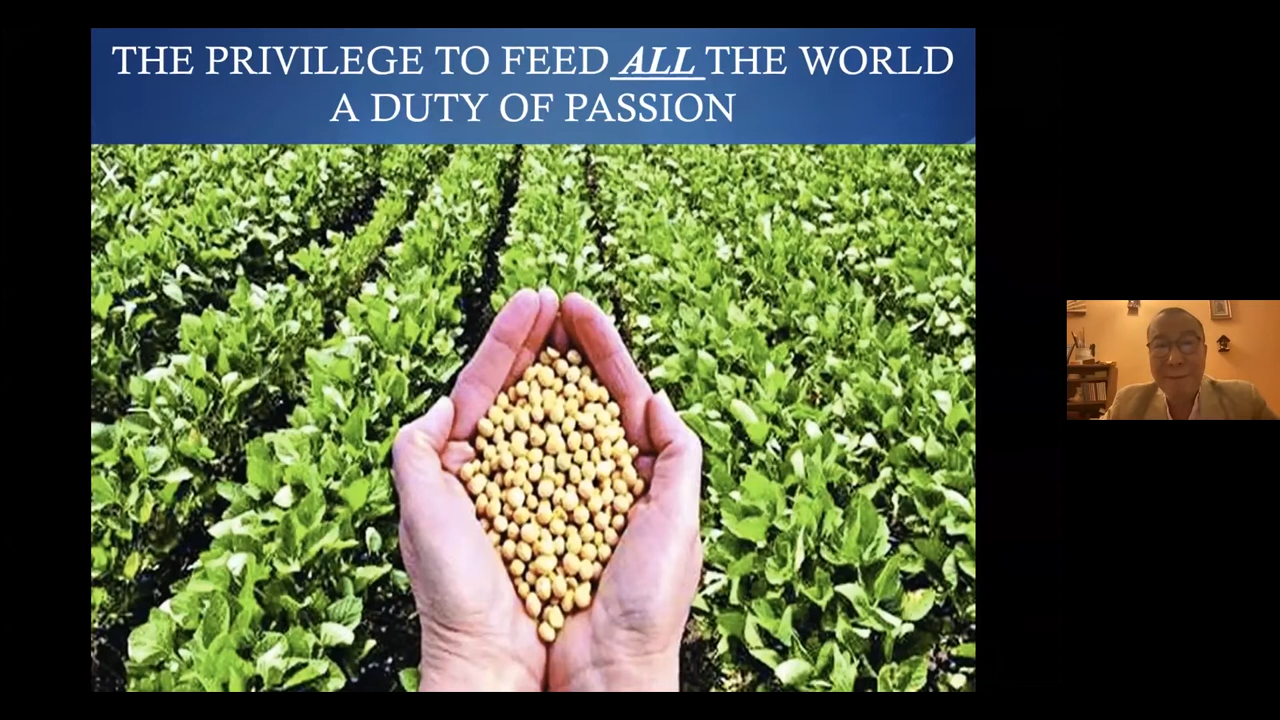 THE PRIVILEGE TO FEED ALL THE WORLD
A DUTY OF PASSION